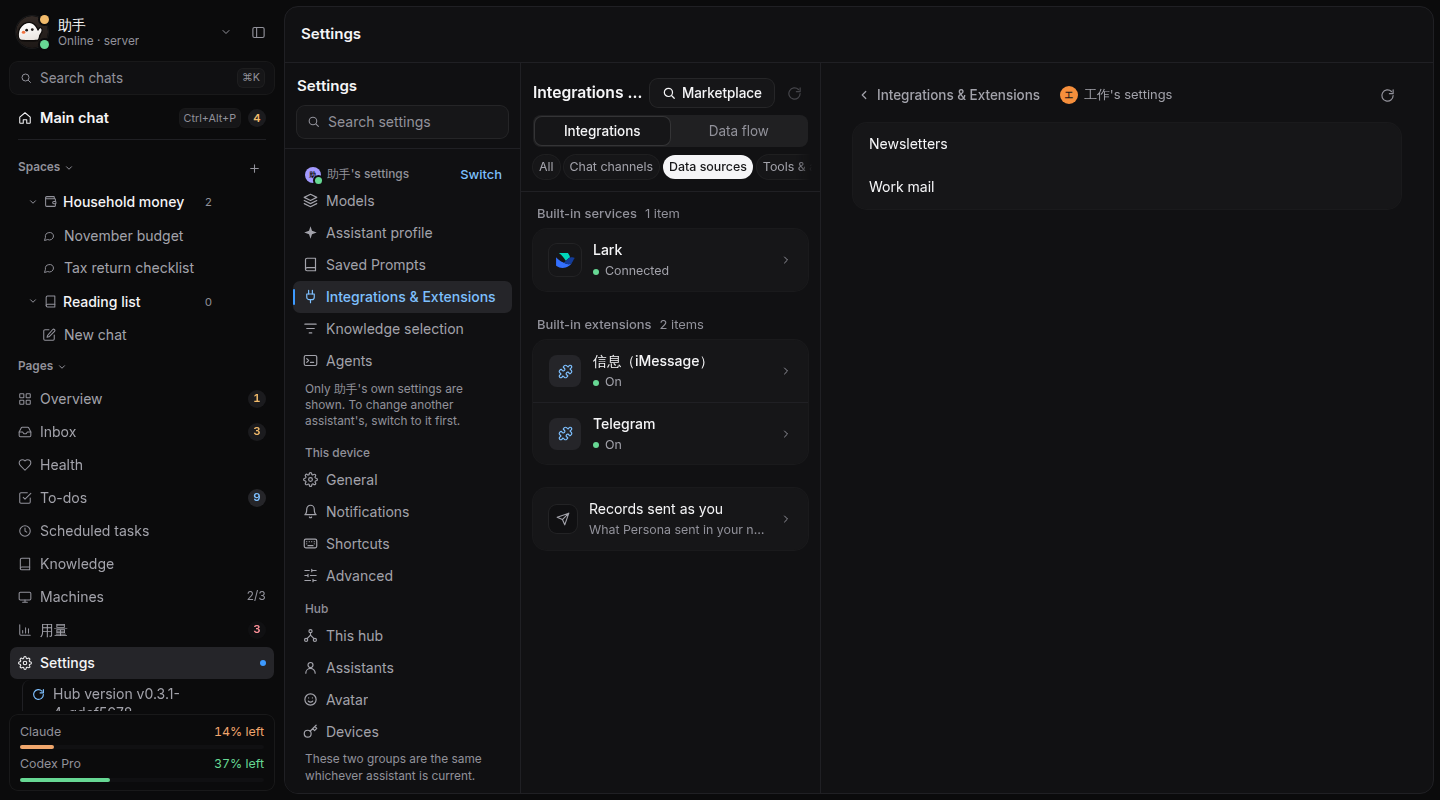 助手
Online · server
Search chats
⌘K
Main chat
Ctrl+Alt+P
4
Spaces
Household money
2
November budget
Tax return checklist
Reading list
0
New chat
Pages
Overview
1
Inbox
3
Health
To-dos
9
Scheduled tasks
Knowledge
Machines
2/3
用量
3
Settings
Hub version v0.3.1-
Claude
14% left
Codex Pro
37% left
Settings
Settings
Search settings
助手's settings
Switch
Models
Assistant profile
Saved Prompts
Integrations & Extensions
Knowledge selection
Agents
Only 助手's own settings are
shown. To change another
assistant's, switch to it first.
This device
General
Notifications
Shortcuts
Advanced
Hub
This hub
Assistants
Avatar
Devices
These two groups are the same
whichever assistant is current.
Integrations ...
Marketplace
Integrations
Data flow
All
Chat channels
Data sources
Tools &
Built-in services 1 item
Lark
Connected
Built-in extensions 2 items
信息（iMessage）
On
Telegram
On
Records sent as you
What Persona sent in your n...
Integrations & Extensions
工
工作's settings
Newsletters
Work mail